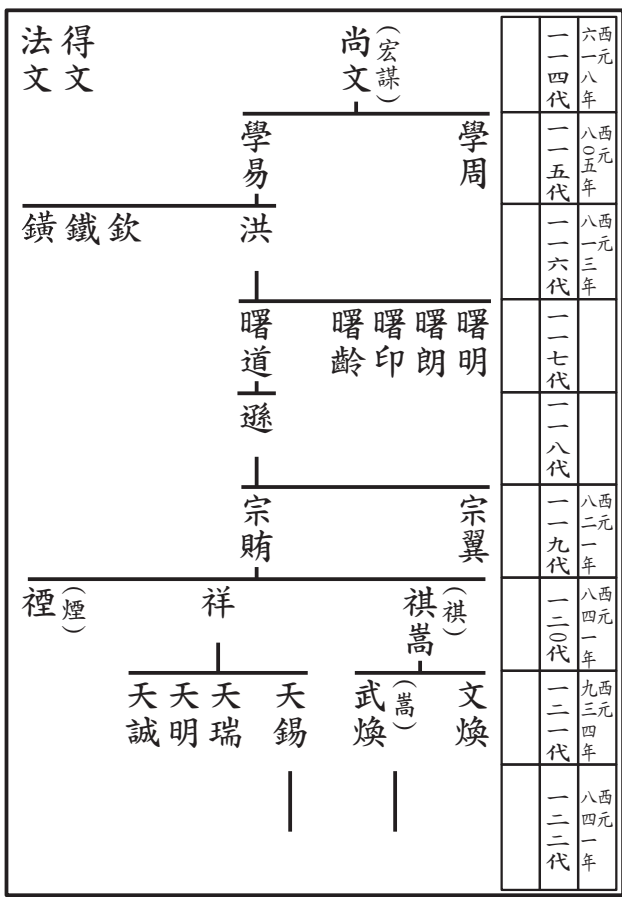 西元六一八年
一一四代
尚文
(宏謀)
得文
法文
西元八〇五年
一一五代
學周
學易
西元八一三年
一一六代
洪
欽
鐵
鐄
一一七代
曙明
曙朗
曙印
曙齡
曙道
一一八代
遜
西元八二一年
一一九代
宗翼
宗賄
西元八四一年
一二〇代
(祺)
祺嵩
祥
(煙)
禋
西元九三四年
一二一代
文煥
(嵩)
武煥
天錫
天瑞
天明
天誠
西元八四一年
一二二代